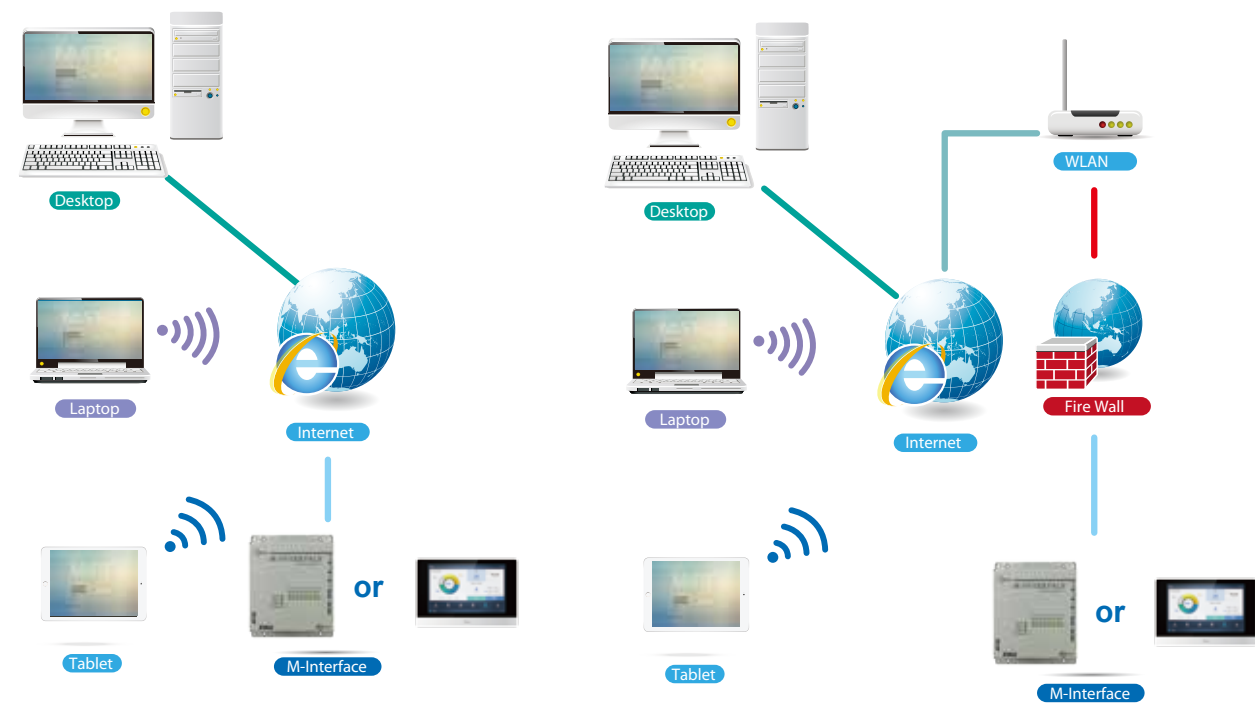 WLAN
Desktop
Desktop
Laptop
Fire Wall
Laptop
Internet
Internet
or
or
Tablet
M-Interface
Tablet
M-Interface